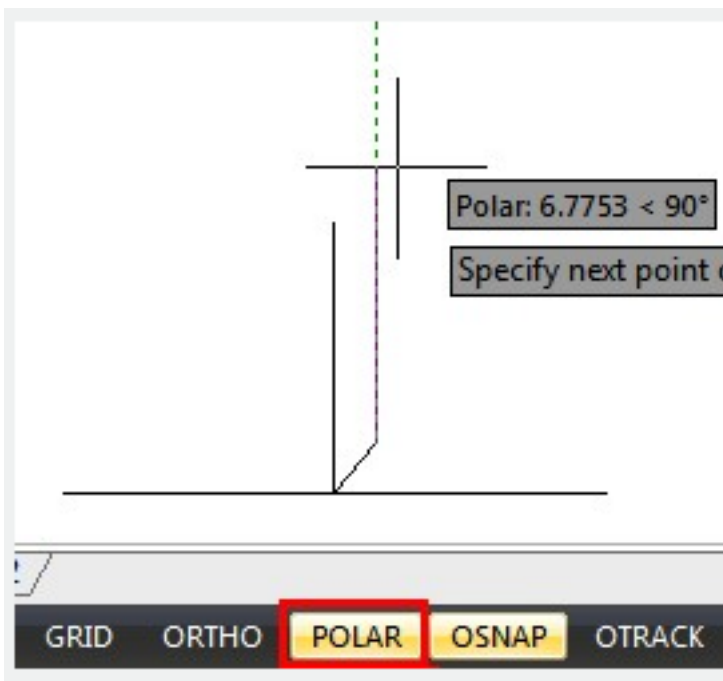 Polar: 6.7753 < 90°
Specify next point
GRID ORTHO POLAR OSNAP OTRACK